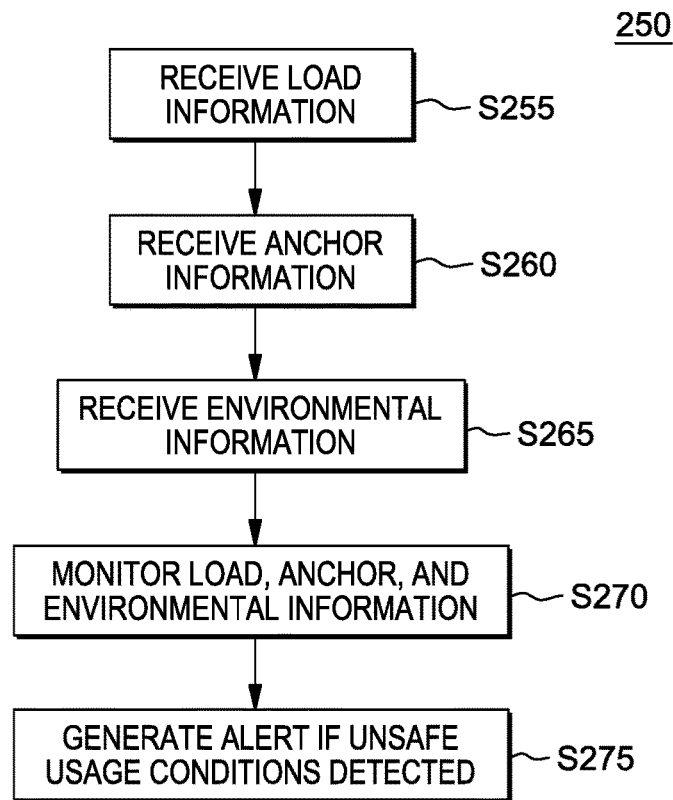 250
RECEIVE LOAD
INFORMATION
S255
RECEIVE ANCHOR
INFORMATION
S260
RECEIVE ENVIRONMENTAL
INFORMATION
S265
MONITOR LOAD, ANCHOR, AND
ENVIRONMENTAL INFORMATION
S270
GENERATE ALERT IF UNSAFE
USAGE CONDITIONS DETECTED
S275